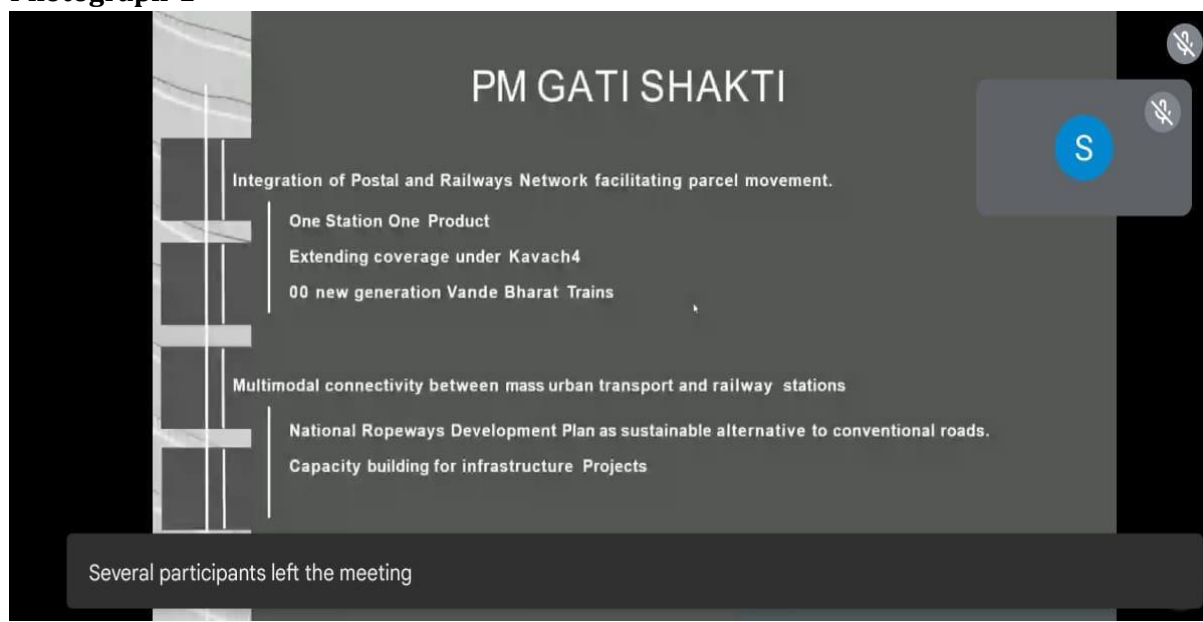 PM GATI SHAKTI
S
Integration of Postal and Railways Network facilitating parcel movement.
One Station One Product
Extending coverage under Kavach4
00 new generation Vande Bharat Trains
Multimodal connectivity between mass urban transport and railway stations
National Ropeways Development Plan as sustainable alternative to conventional roads.
Capacity building for infrastructure Projects
Several participants left the meeting